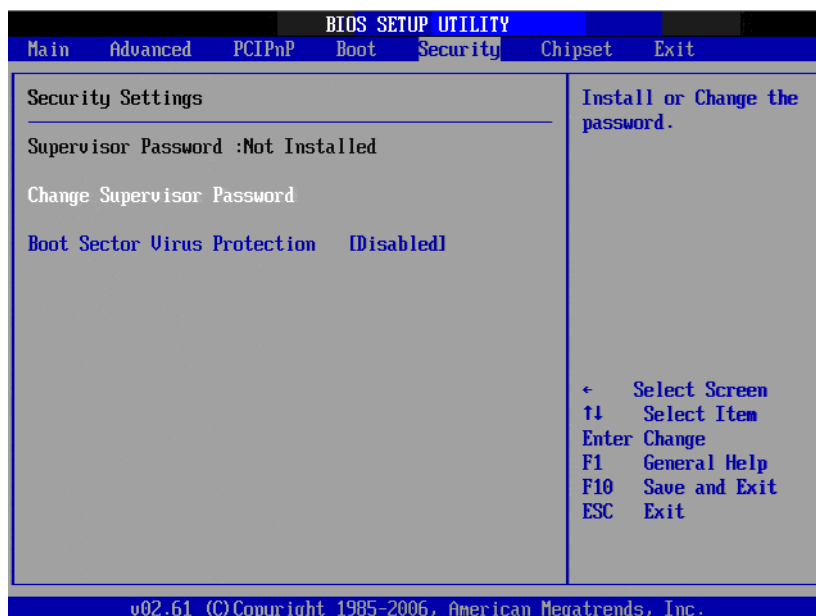 BIOS SETUP UTILITY
Main Advanced PCIPnP Boot Security Chipset Exit
Security Settings
Supervisor Password :Not Installed
Change Supervisor Password
Boot Sector Virus Protection [Disabled]
Install or Change the
password.
← Select Screen
↑↓ Select Item
Enter Change
F1 General Help
F10 Save and Exit
ESC Exit
v02.61 (C)Copyright 1985-2006, American Megatrends, Inc.